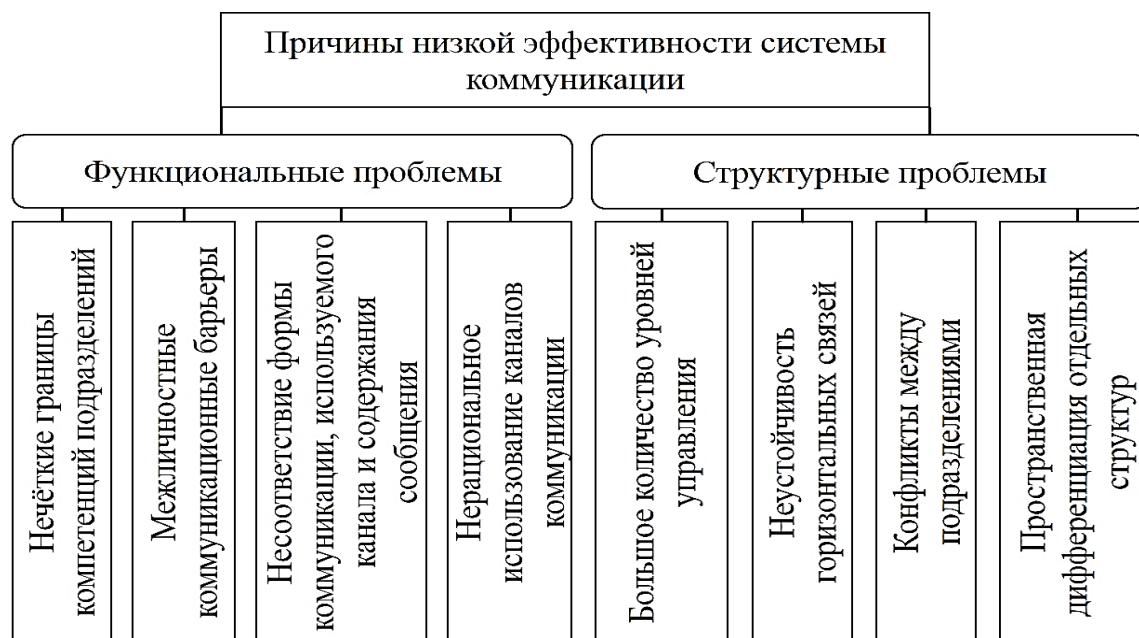 Причины низкой эффективности системы
коммуникации
Функциональные проблемы
Структурные проблемы
Нечёткие границы
компетенций подразделений
Межличностные
коммуникационные барьеры
Несоответствие формы
коммуникации, используемого
канала и содержания
сообщения
Нерациональное
использование каналов
коммуникации
Большое количество уровней
управления
Неустойчивость
горизонтальных связей
Конфликты между
подразделениями
Пространственная
дифференциация отдельных
структур